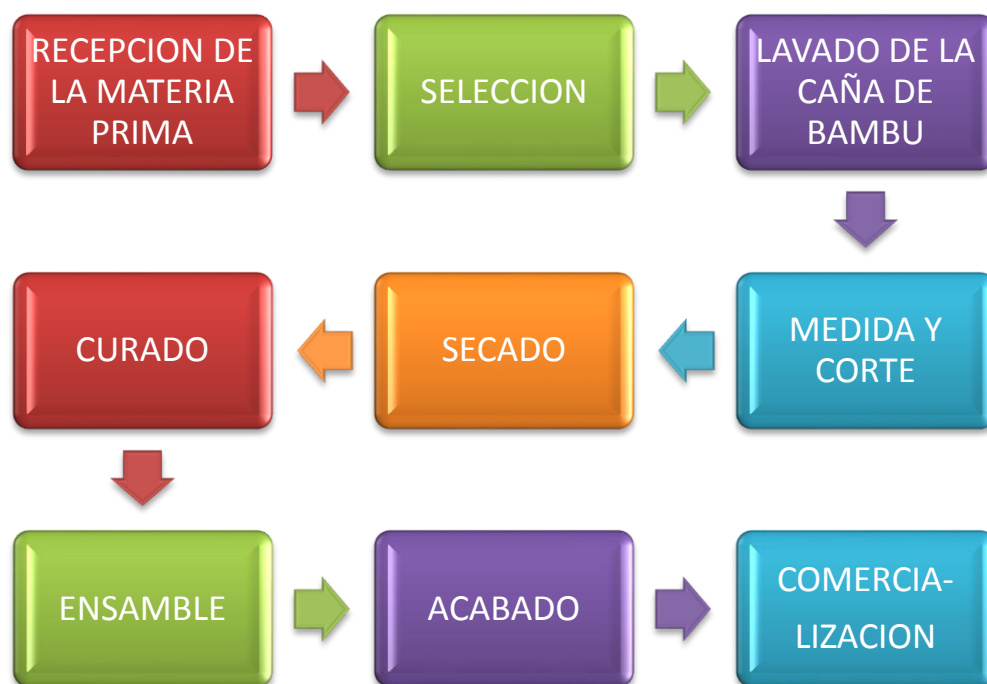 RECEPCION DE
LA MATERIA
PRIMA
SELECCION
LAVADO DE LA
CAÑA DE
BAMBU
MEDIDA Y
CORTE
SECADO
CURADO
ENSAMBLE
ACABADO
COMERCIA-
LIZACION